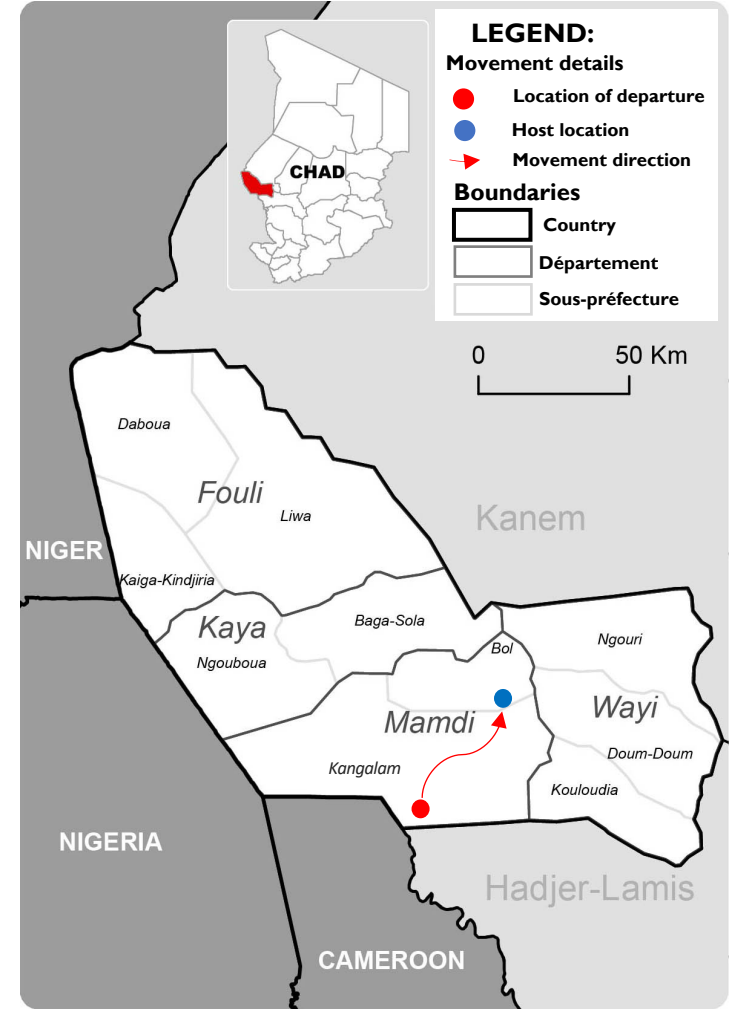 LEGEND:
Movement details
Location of departure
Host location
Movement direction
Boundaries
Country
Département
Sous-préfecture
CHAD
0 50 Km
Daboua
Fouli
Liwa
Kanem
NIGER
Kaiga-Kindjiria
Kaya
Baga-Sola
Bol
Ngouri
Ngouboua
Mamdi
Wayi
Doum-Doum
Kangalam
Kouloudia
NIGERIA
Hadjer-Lamis
CAMEROON